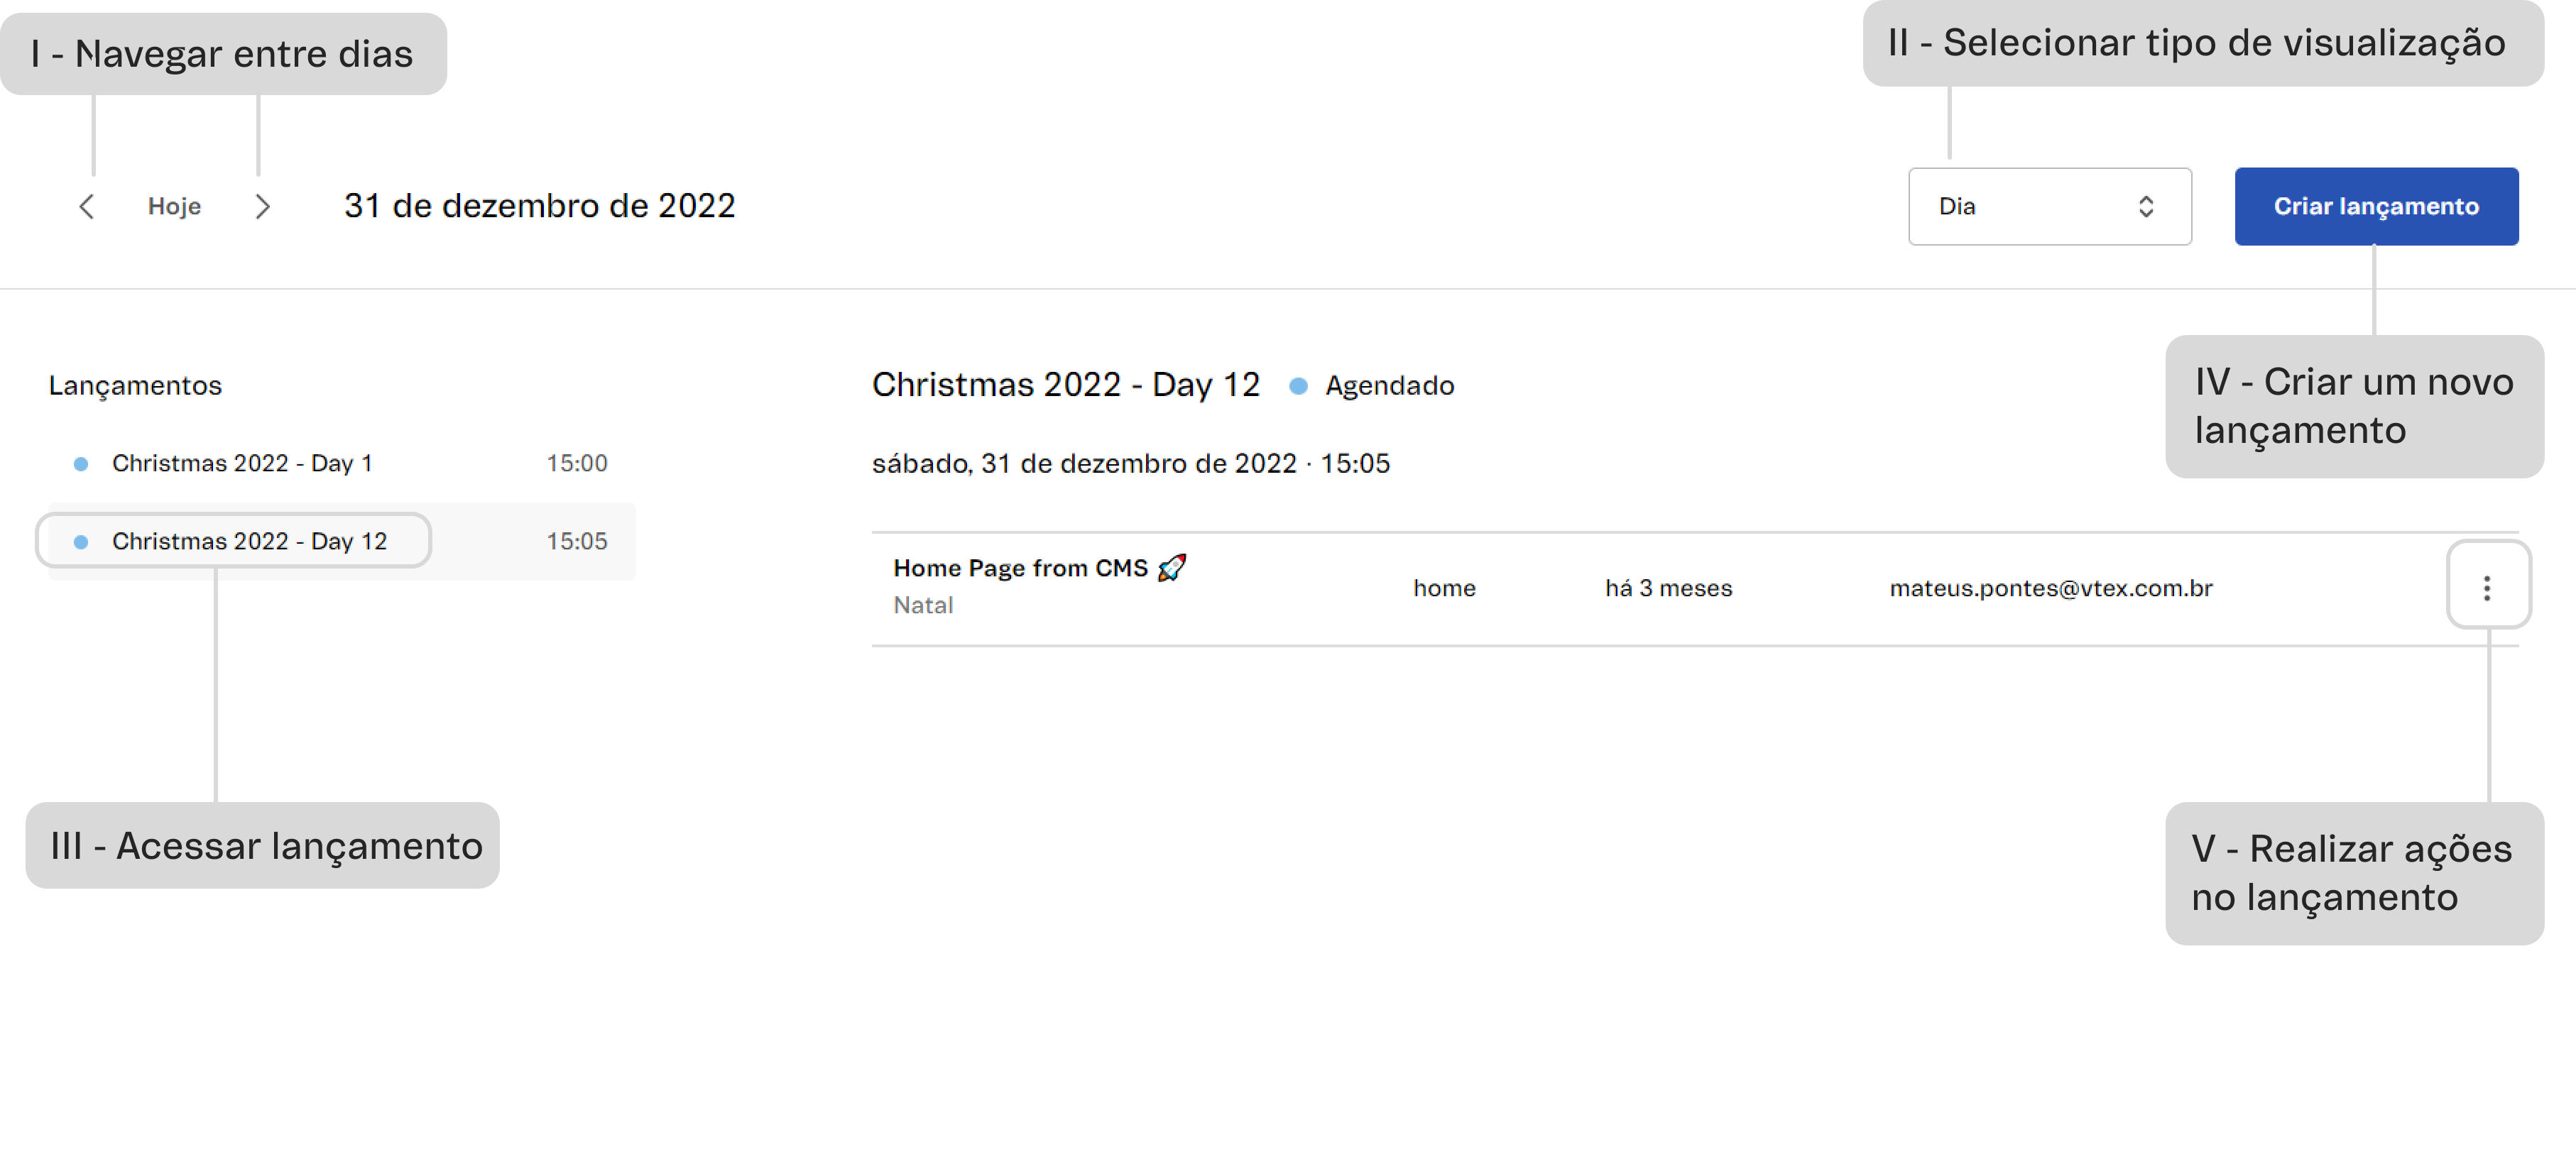 I - Navegar entre dias
II - Selecionar tipo de visualização
Hoje
31 de dezembro de 2022
Dia
Criar lançamento
IV - Criar um novo
lançamento
Lançamentos
Christmas 2022 - Day 1 15:00
Christmas 2022 - Day 12 15:05
III - Acessar lançamento
Christmas 2022 - Day 12 Agendado
sábado, 31 de dezembro de 2022 · 15:05
Home Page from CMS 🚀
Natal
home
há 3 meses
mateus.pontes@vtex.com.br
V - Realizar ações
no lançamento